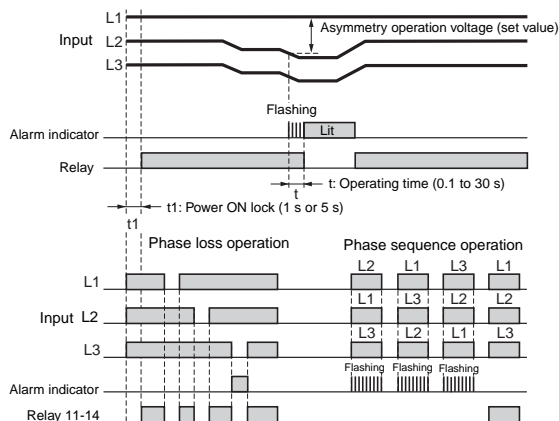 L1
Asymmetry operation voltage (set value)
Input L2
L3
Flashing
Alarm indicator
Lit
Relay
t
t: Operating time (0.1 to 30 s)
t1: Power ON lock (1 s or 5 s)
t1
Phase loss operation
Phase sequence operation
L2 L1 L3 L1
L1
L1 L3 L2 L2
Input L2
L3 L2 L1 L3
L3
Flashing Flashing Flashing
Alarm indicator
Relay 11-14